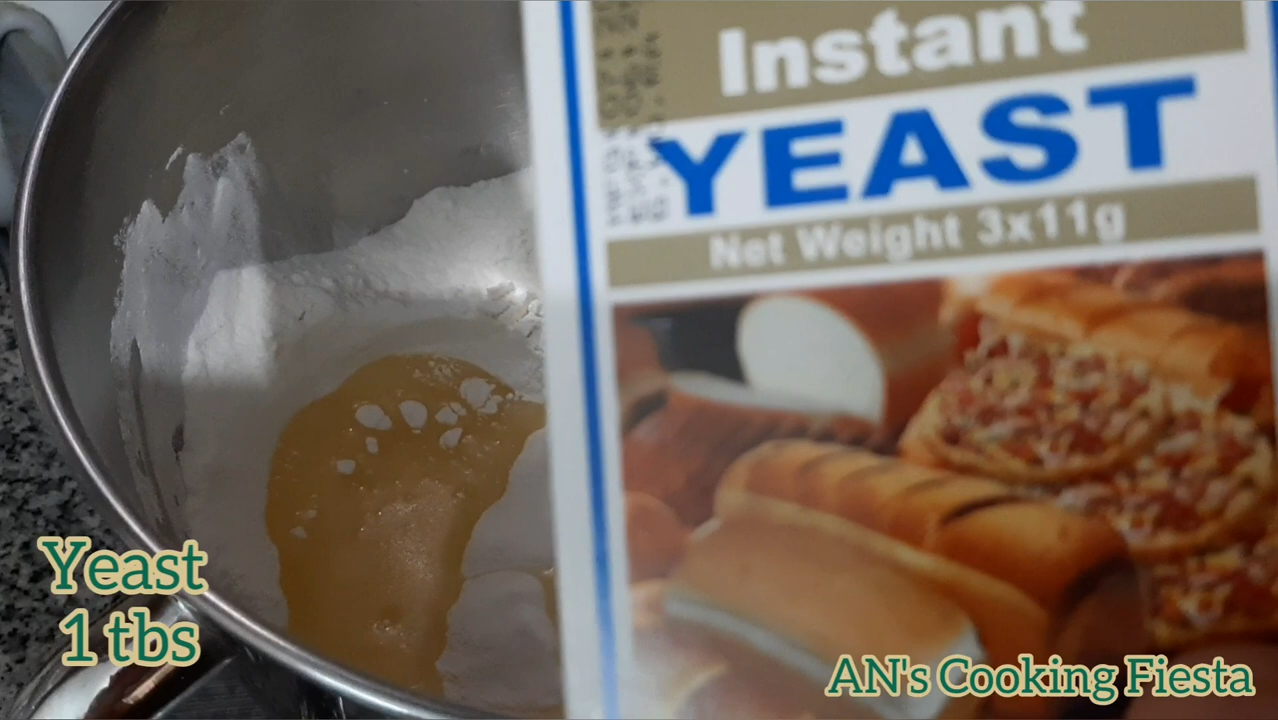 Instant
YEAST
Net Weight 3x11g
Yeast
1 tbs
AN's Cooking Fiesta